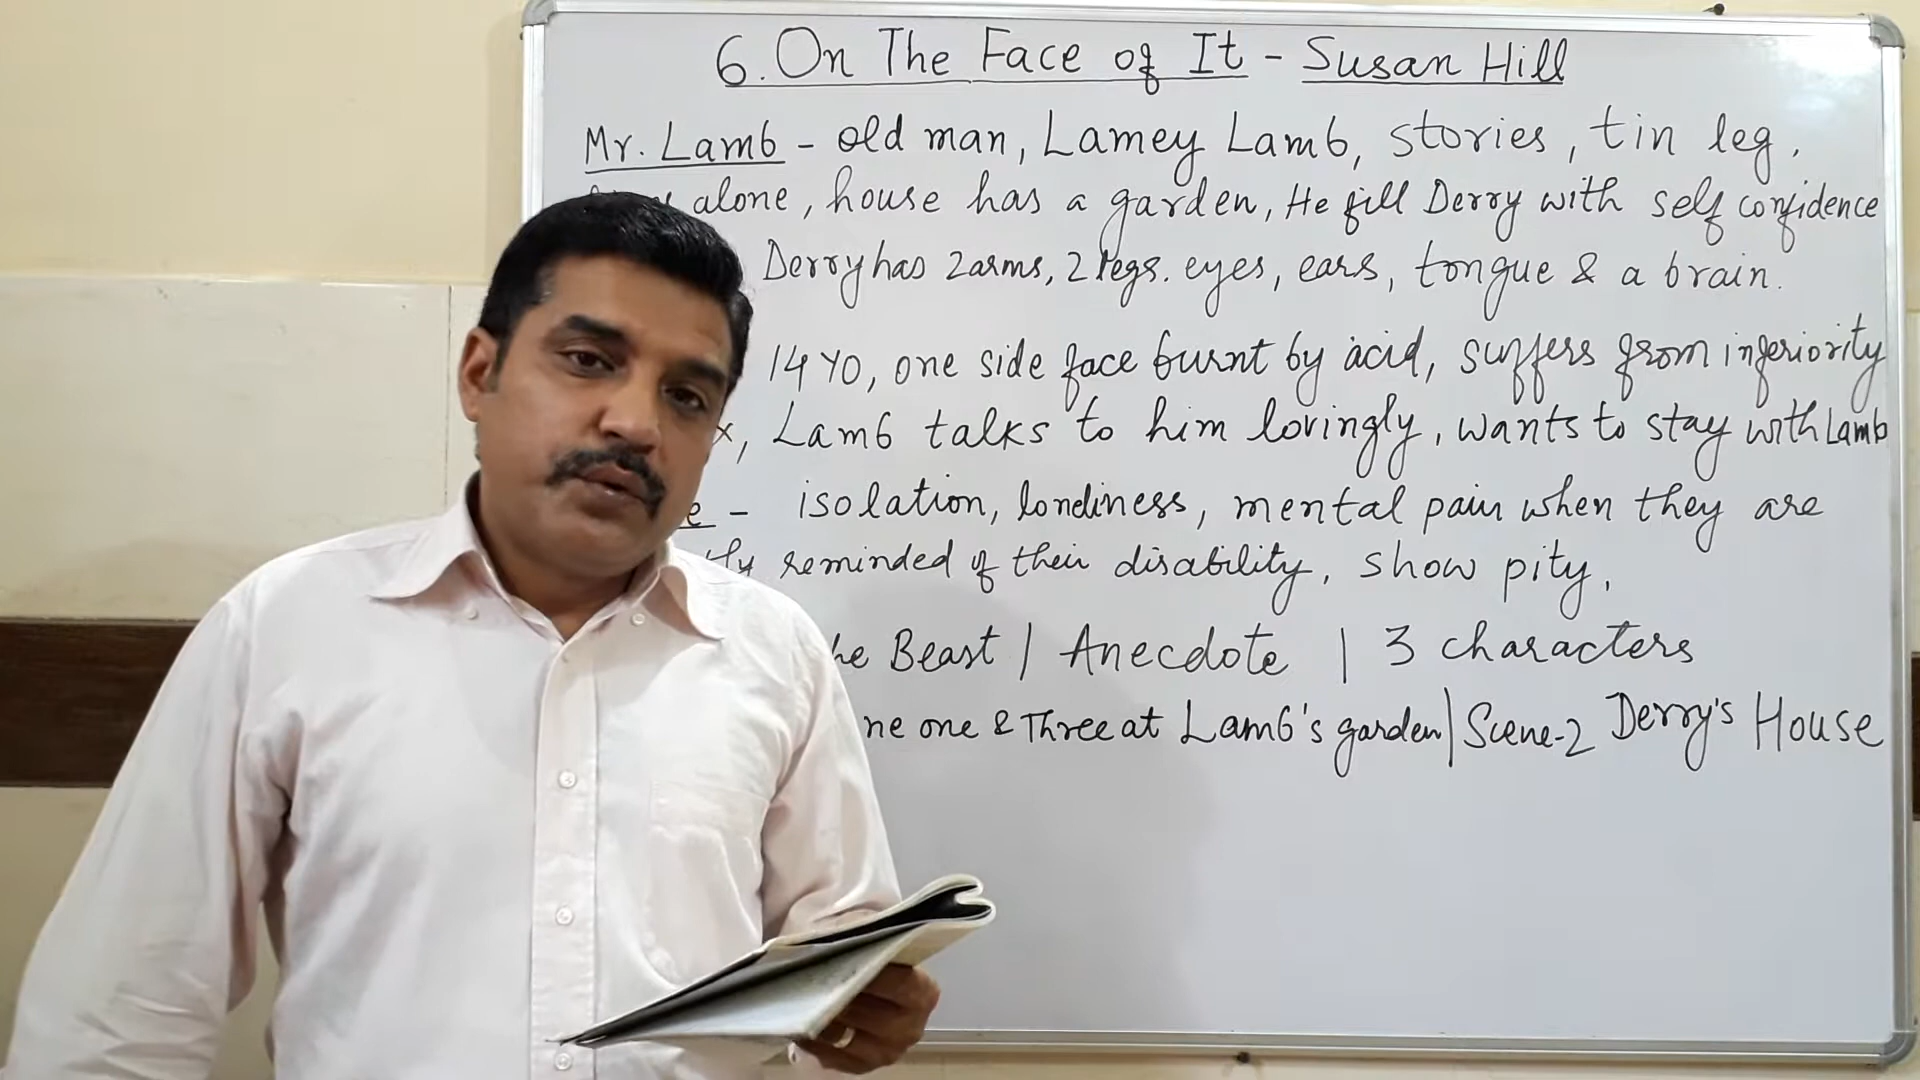 6. On The Face of It - Susan Hill
Mr. Lamb - old man, Lamey Lamb, stories, tin leg.
alone, house has a garden, He fill Derry with self confidence
Derry has 2 arms, 2 legs. eyes, ears, tongue & a brain.
14 YO, one side face burnt by acid, suffers from inferiority
x, Lamb talks to him lovingly, wants to stay with Lamb
e - isolation, loneliness, mental pain when they are
ly reminded of their disability, show pity,
he Beast | Anecdote | 3 characters
ne one & Three at Lamb's garden | Scene-2 Derry's House